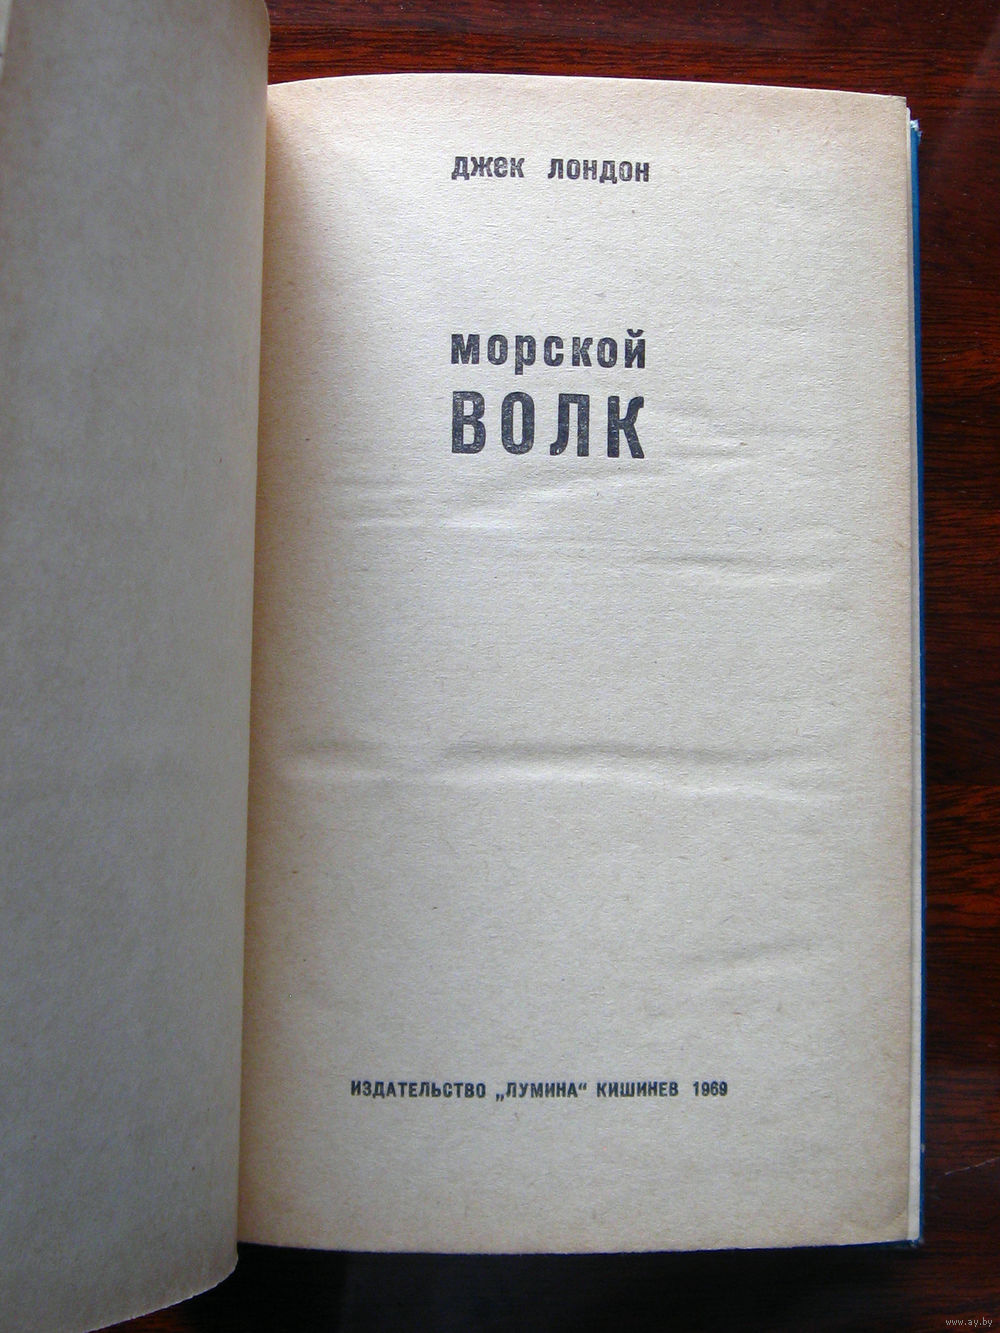 джек лондон
морской
ВОЛК
ИЗДАТЕЛЬСТВО „ЛУМИНА“ КИШИНЕВ 1969
www.ay.by